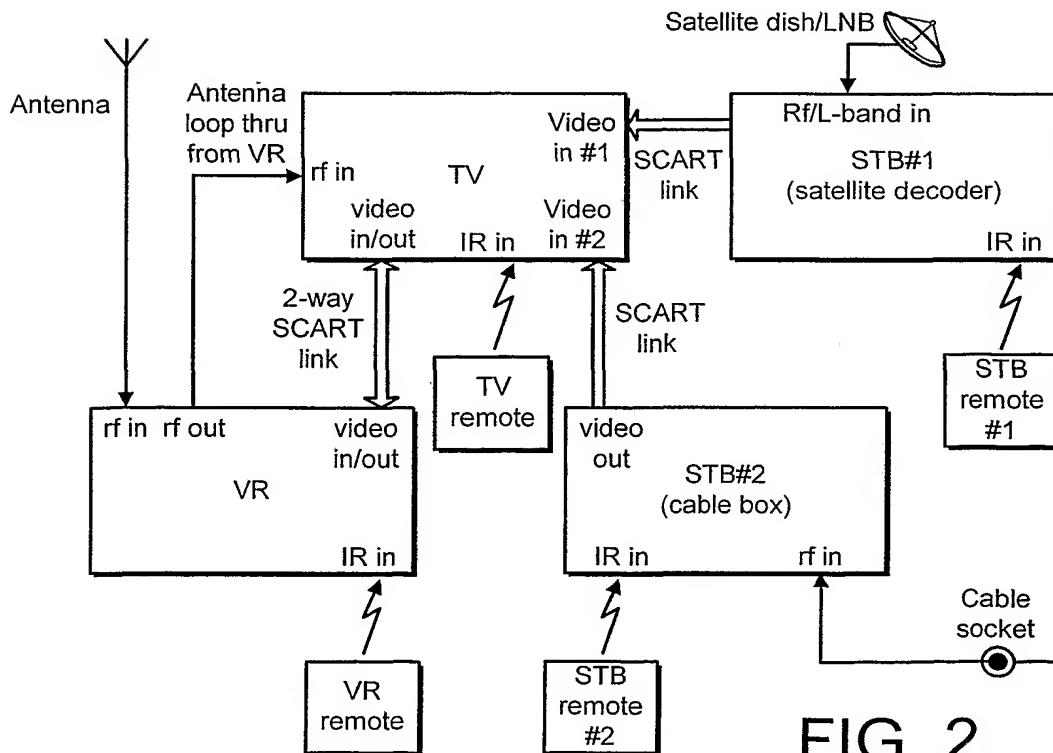 Satellite dish/LNB
Antenna
Antenna
loop thru
from VR
rf in
TV
Video
in #1
video
in/out
IR in
Video
in #2
SCART
link
Rf/L-band in
STB#1
(satellite decoder)
IR in
2-way
SCART
link
SCART
link
TV
remote
STB
remote
#1
rf in rf out
video
in/out
VR
IR in
video
out
STB#2
(cable box)
IR in
rf in
Cable
socket
VR
remote
STB
remote
#2
FIG. 2